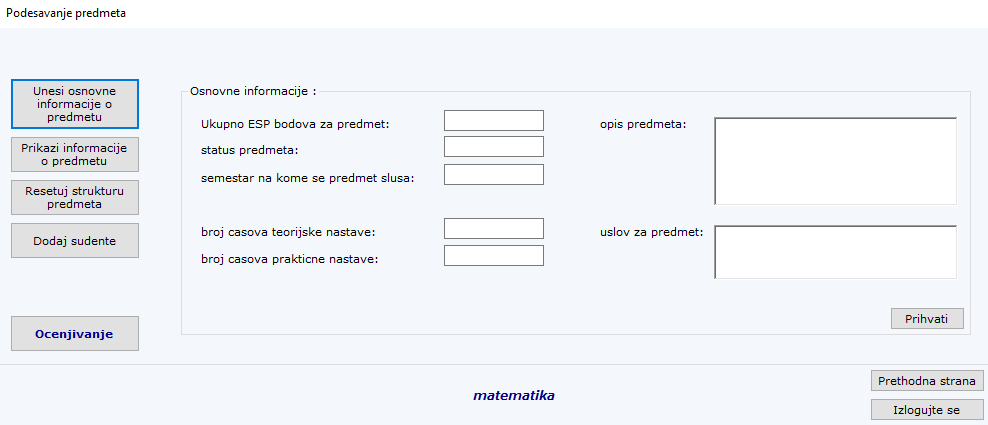 Podesavanje predmeta
Unesi osnovne
informacije o
predmetu
Prikazi informacije
o predmetu
Resetuj strukturu
predmeta
Dodaj sudente
Ocenjivanje
Osnovne informacije :
Ukupno ESP bodova za predmet:
status predmeta:
semestar na kome se predmet slusa:
broj casova teorijske nastave:
broj casova prakticne nastave:
opis predmeta:
uslov za predmet:
Prihvati
matematika
Prethodna strana
Izlogujte se